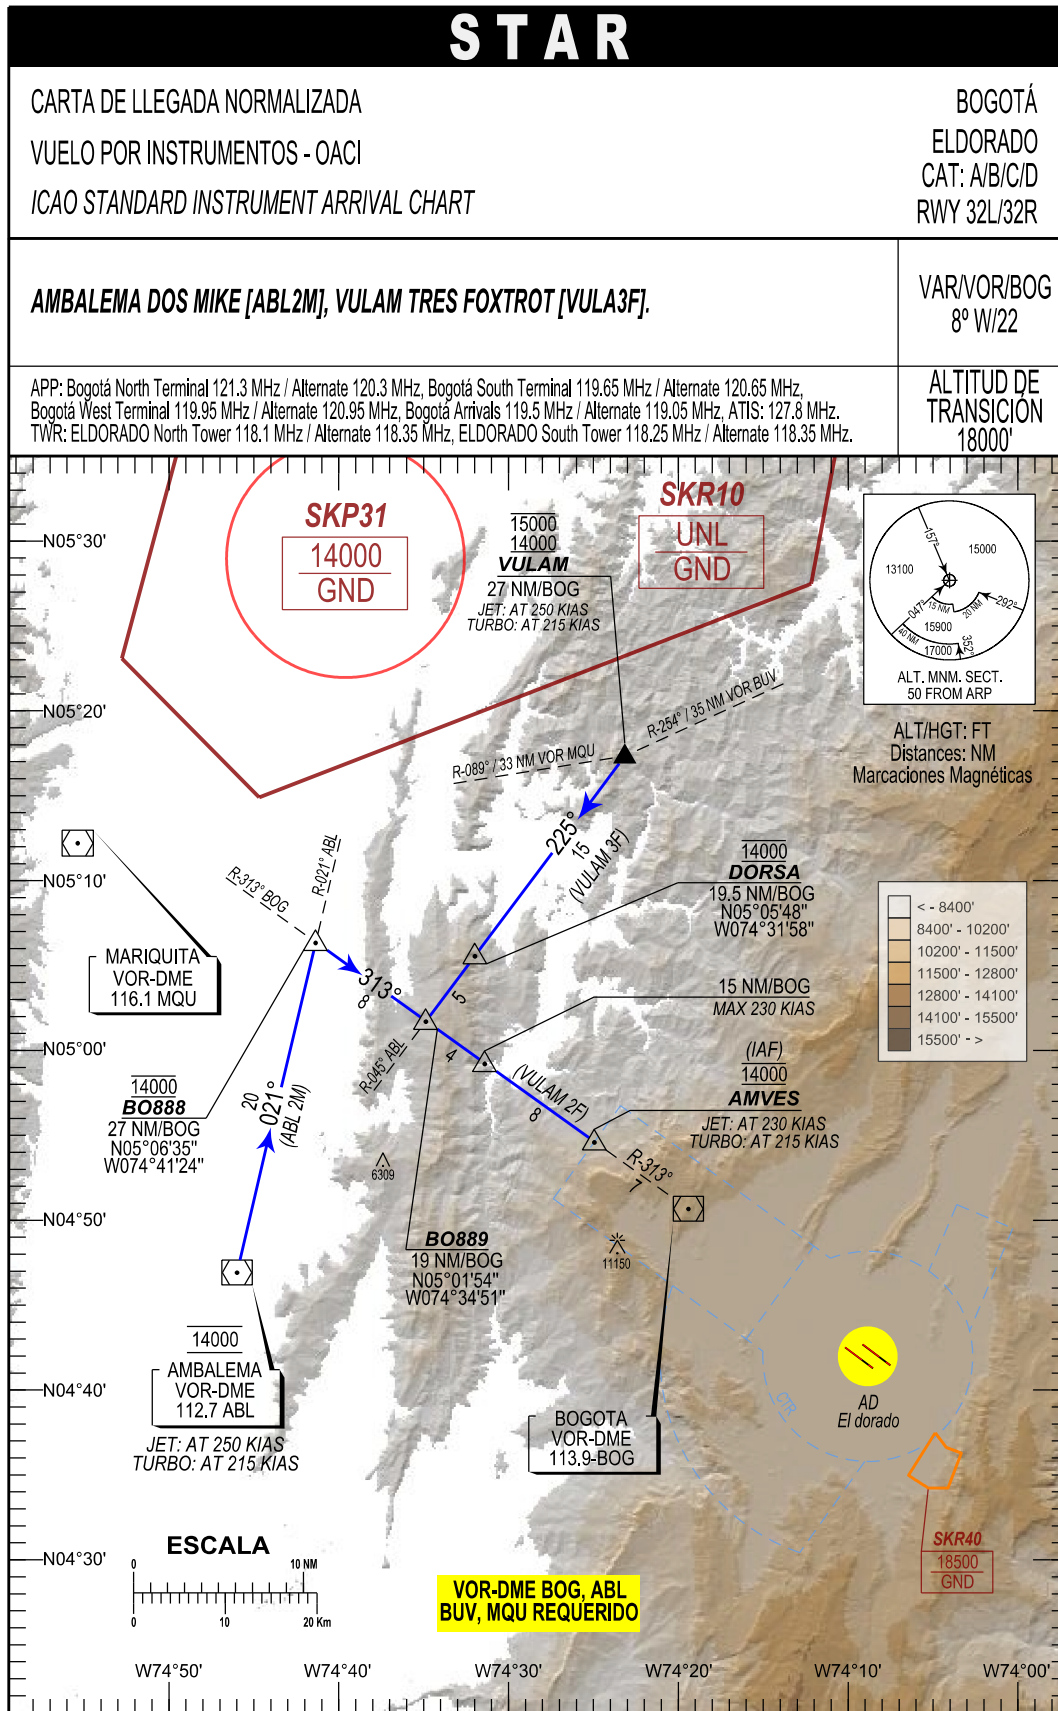 STAR
CARTA DE LLEGADA NORMALIZADA
VUELO POR INSTRUMENTOS - OACI
ICAO STANDARD INSTRUMENT ARRIVAL CHART
BOGOTÁ
ELDORADO
CAT: A/B/C/D
RWY 32L/32R
AMBALEMA DOS MIKE [ABL2M], VULAM TRES FOXTROT [VULA3F].
VAR/VOR/BOG
8º W/22
APP: Bogotá North Terminal 121.3 MHz / Alternate 120.3 MHz, Bogotá South Terminal 119.65 MHz / Alternate 120.65 MHz,
Bogotá West Terminal 119.95 MHz / Alternate 120.95 MHz, Bogotá Arrivals 119.5 MHz / Alternate 119.05 MHz, ATIS: 127.8 MHz.
TWR: ELDORADO North Tower 118.1 MHz / Alternate 118.35 MHz, ELDORADO South Tower 118.25 MHz / Alternate 118.35 MHz.
ALTITUD DE
TRANSICIÓN
18000'
SKP31
14000
GND
SKR10
UNL
GND
15000
14000
VULAM
27 NM/BOG
JET: AT 250 KIAS
TURBO: AT 215 KIAS
157°
15000
13100
047°
15 NM
20 NM
292°
15900
40 NM
17000
352°
ALT. MNM. SECT.
50 FROM ARP
ALT/HGT: FT
Distances: NM
Marcaciones Magnéticas
N05°30'
N05°20'
N05°10'
N05°00'
N04°50'
N04°40'
N04°30'
R-254° / 35 NM VOR BUV
R-089° / 33 NM VOR MQU
225°
15
(VULAM 3F)
14000
DORSA
19.5 NM/BOG
N05°05'48"
W074°31'58"
< - 8400'
8400' - 10200'
10200' - 11500'
11500' - 12800'
12800' - 14100'
14100' - 15500'
15500' - >
R-313° BOG
R-021° ABL
MARIQUITA
VOR-DME
116.1 MQU
313°
8
5
15 NM/BOG
MAX 230 KIAS
R-045° ABL
4
(VULAM 2F)
8
(IAF)
14000
AMVES
JET: AT 230 KIAS
TURBO: AT 215 KIAS
14000
BO888
27 NM/BOG
N05°06'35"
W074°41'24"
20
021°
(ABL 2M)
6309
R-313°
7
BO889
19 NM/BOG
N05°01'54"
W074°34'51"
11150
14000
AMBALEMA
VOR-DME
112.7 ABL
JET: AT 250 KIAS
TURBO: AT 215 KIAS
BOGOTA
VOR-DME
113.9-BOG
CTR
AD
El dorado
SKR40
18500
GND
ESCALA
0
10 NM
0
10
20 Km
VOR-DME BOG, ABL
BUV, MQU REQUERIDO
W74°50'
W74°40'
W74°30'
W74°20'
W74°10'
W74°00'